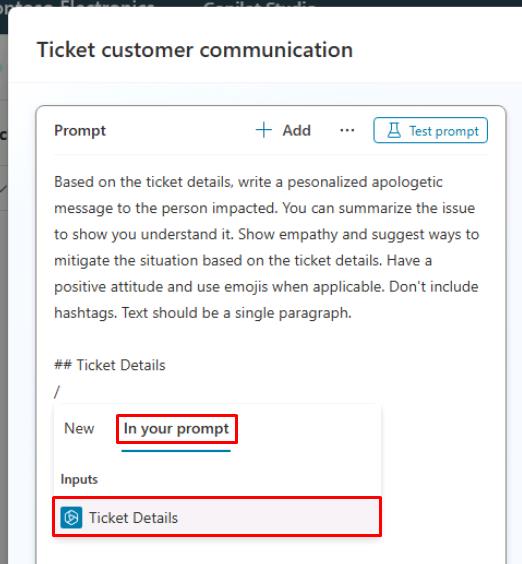 Ticket customer communication
Prompt
Add
Test prompt
Based on the ticket details, write a pesonalized apologetic
message to the person impacted. You can summarize the issue
to show you understand it. Show empathy and suggest ways to
mitigate the situation based on the ticket details. Have a
positive attitude and use emojis when applicable. Don't include
hashtags. Text should be a single paragraph.
## Ticket Details
/
New
In your prompt
Inputs
Ticket Details